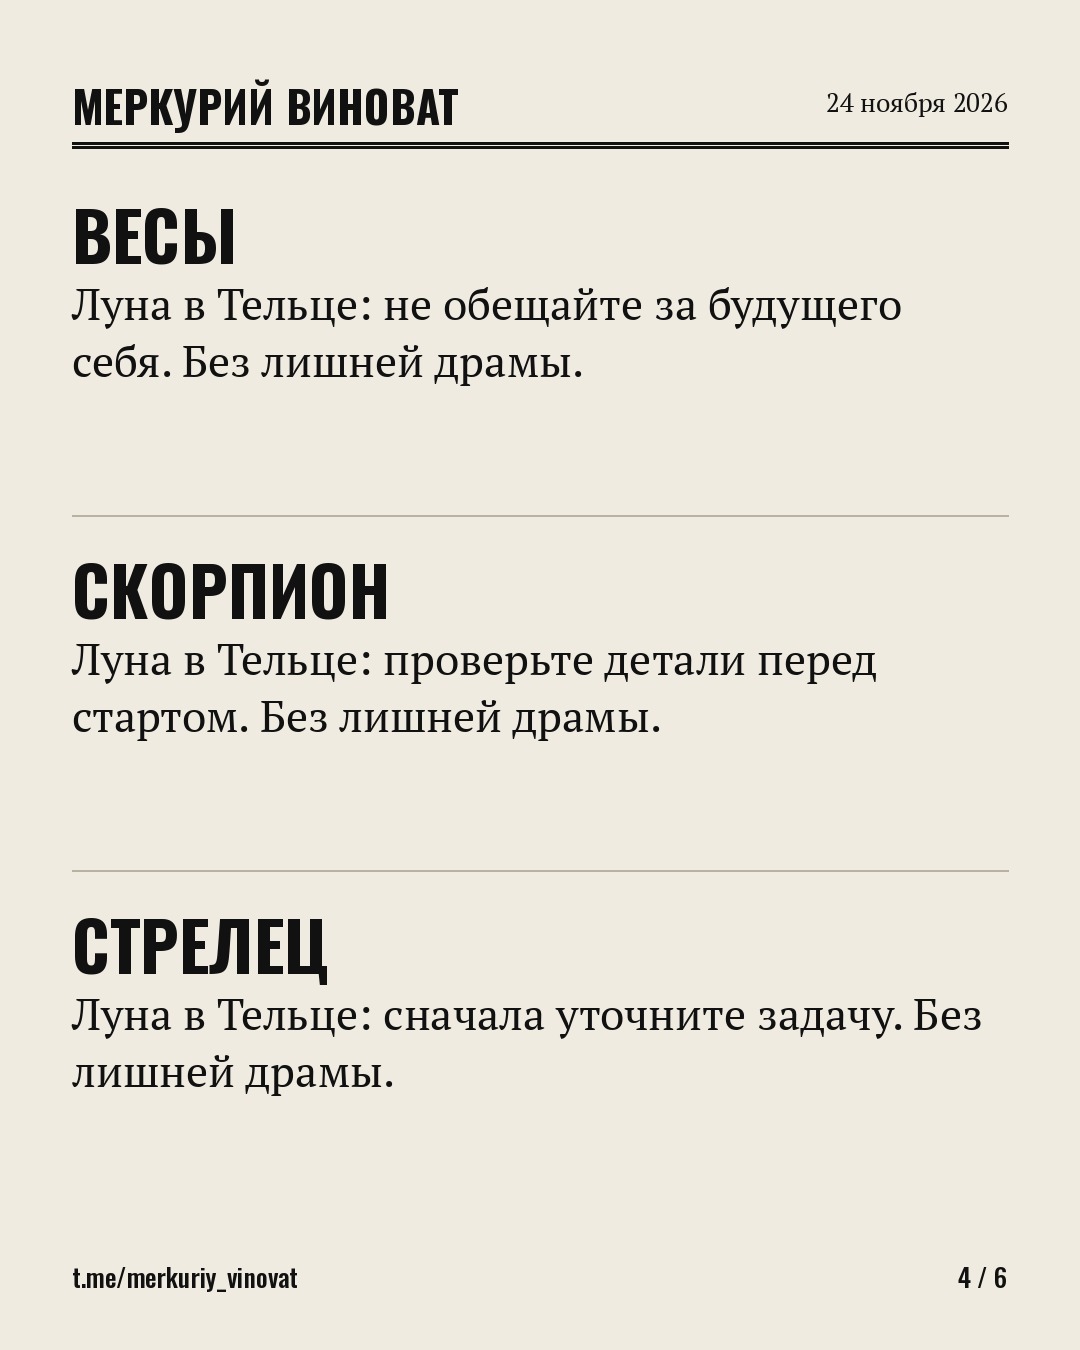 МЕРКУРИЙ ВИНОВАТ
24 ноября 2026
ВЕСЫ
Луна в Тельце: не обещайте за будущего
себя. Без лишней драмы.
СКОРПИОН
Луна в Тельце: проверьте детали перед
стартом. Без лишней драмы.
СТРЕЛЕЦ
Луна в Тельце: сначала уточните задачу. Без
лишней драмы.
t.me/merkuriy_vinovat
4 / 6